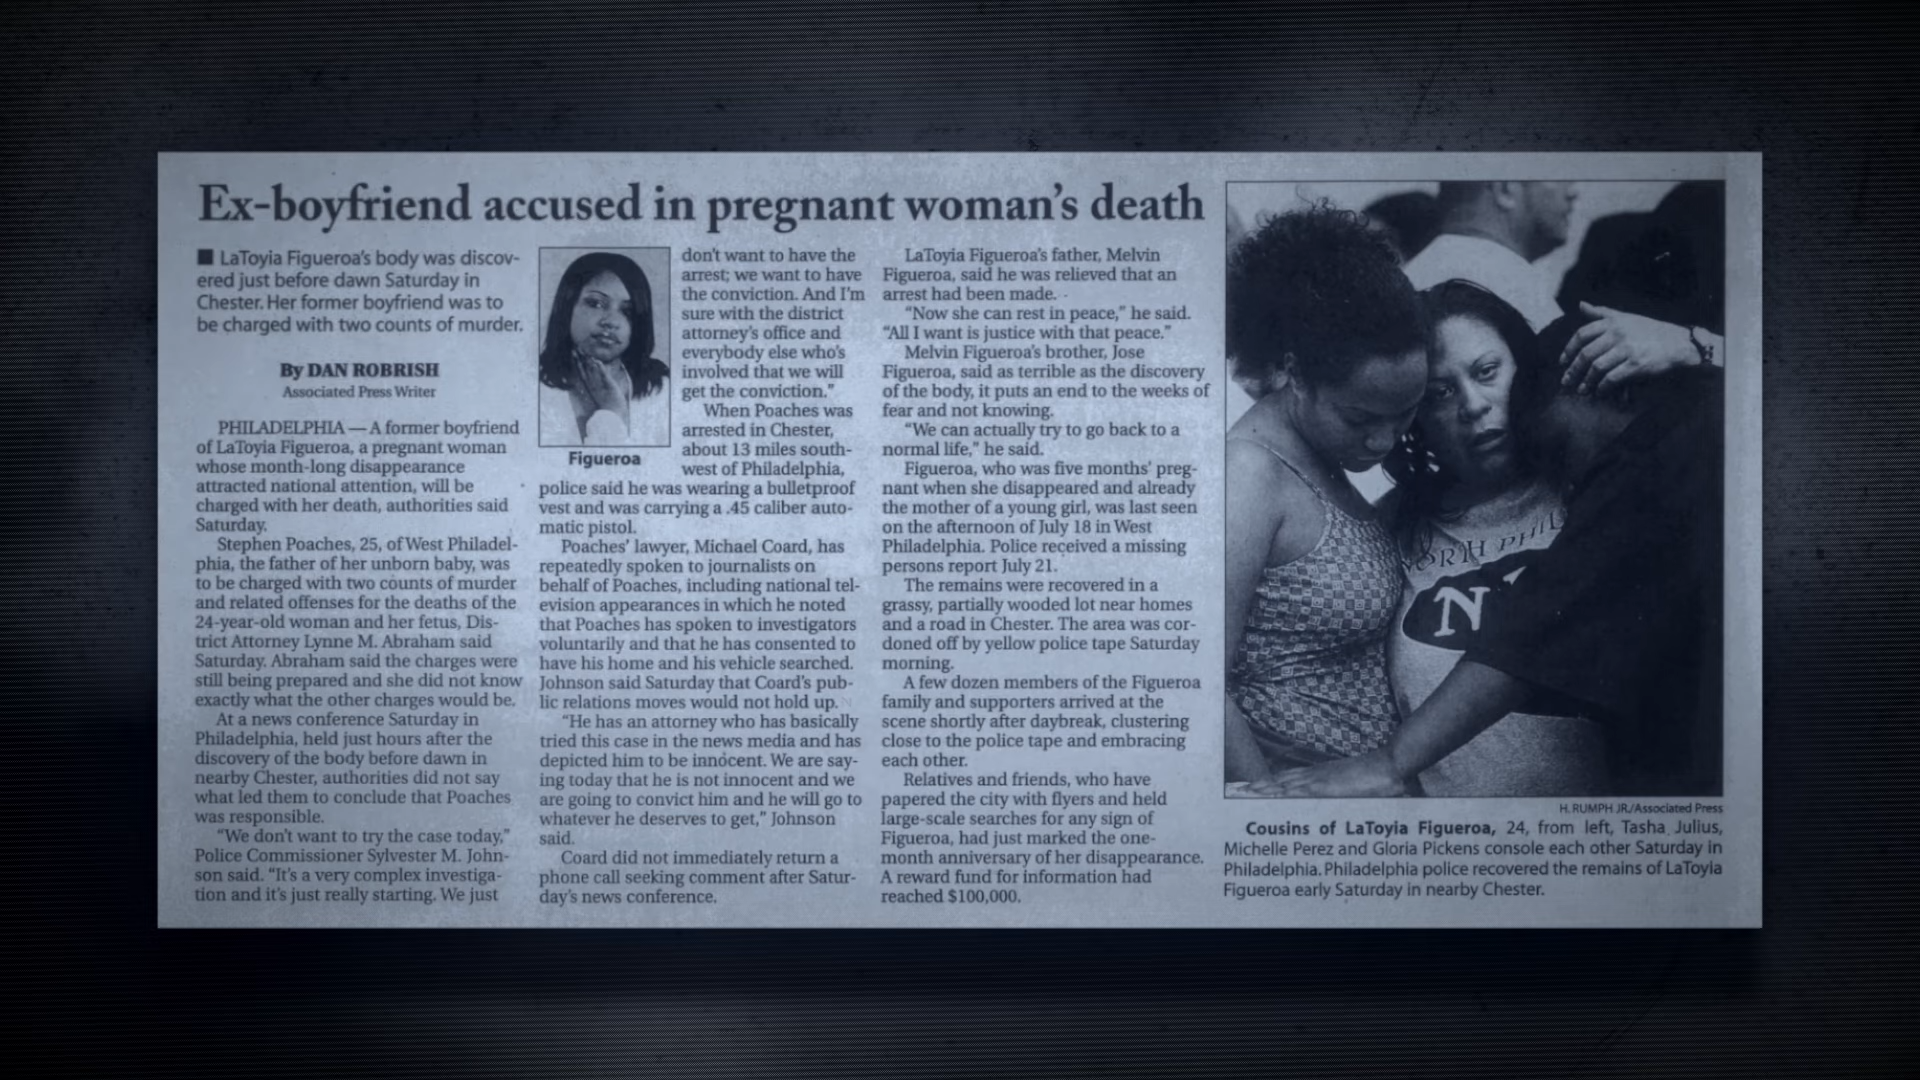 Ex-boyfriend accused in pregnant woman's death
■ LaToyia Figueroa's body was discov-
ered just before dawn Saturday in
Chester. Her former boyfriend was to
be charged with two counts of murder.
By DAN ROBRISH
Associated Press Writer
PHILADELPHIA — A former boyfriend
of LaToyia Figueroa, a pregnant woman
whose month-long disappearance
attracted national attention, will be
charged with her death, authorities said
Saturday.
Stephen Poaches, 25, of West Philadel-
phia, the father of her unborn baby, was
to be charged with two counts of murder
and related offenses for the deaths of the
24-year-old woman and her fetus, Dis-
trict Attorney Lynne M. Abraham said
Saturday. Abraham said the charges were
still being prepared and she did not know
exactly what the other charges would be.
At a news conference Saturday in
Philadelphia, held just hours after the
discovery of the body before dawn in
nearby Chester, authorities did not say
what led them to conclude that Poaches
was responsible.
"We don't want to try the case today,"
Police Commissioner Sylvester M. John-
son said. "It's a very complex investiga-
tion and it's just really starting. We just
Figueroa
don't want to have the
arrest; we want to have
the conviction. And I'm
sure with the district
attorney's office and
everybody else who's
involved that we will
get the conviction."
When Poaches was
arrested in Chester,
about 13 miles south-
west of Philadelphia,
police said he was wearing a bulletproof
vest and was carrying a .45 caliber auto-
matic pistol.
Poaches' lawyer, Michael Coard, has
repeatedly spoken to journalists on
behalf of Poaches, including national tel-
evision appearances in which he noted
that Poaches has spoken to investigators
voluntarily and that he has consented to
have his home and his vehicle searched.
Johnson said Saturday that Coard's pub-
lic relations moves would not hold up.
"He has an attorney who has basically
tried this case in the news media and has
depicted him to be innocent. We are say-
ing today that he is not innocent and we
are going to convict him and he will go to
whatever he deserves to get," Johnson
said.
Coard did not immediately return a
phone call seeking comment after Satur-
day's news conference.
LaToyia Figueroa's father, Melvin
Figueroa, said he was relieved that an
arrest had been made.
"Now she can rest in peace," he said.
"All I want is justice with that peace."
Melvin Figueroa's brother, Jose
Figueroa, said as terrible as the discovery
of the body, it puts an end to the weeks of
fear and not knowing.
"We can actually try to go back to a
normal life," he said.
Figueroa, who was five months' preg-
nant when she disappeared and already
the mother of a young girl, was last seen
on the afternoon of July 18 in West
Philadelphia. Police received a missing
persons report July 21.
The remains were recovered in a
grassy, partially wooded lot near homes
and a road in Chester. The area was cor-
doned off by yellow police tape Saturday
morning.
A few dozen members of the Figueroa
family and supporters arrived at the
scene shortly after daybreak, clustering
close to the police tape and embracing
each other.
Relatives and friends, who have
papered the city with flyers and held
large-scale searches for any sign of
Figueroa, had just marked the one-
month anniversary of her disappearance.
A reward fund for information had
reached $100,000.
ORTH PHIL
N
H. RUMPH JR./Associated Press
Cousins of LaToyia Figueroa, 24, from left, Tasha Julius,
Michelle Perez and Gloria Pickens console each other Saturday in
Philadelphia. Philadelphia police recovered the remains of LaToyia
Figueroa early Saturday in nearby Chester.